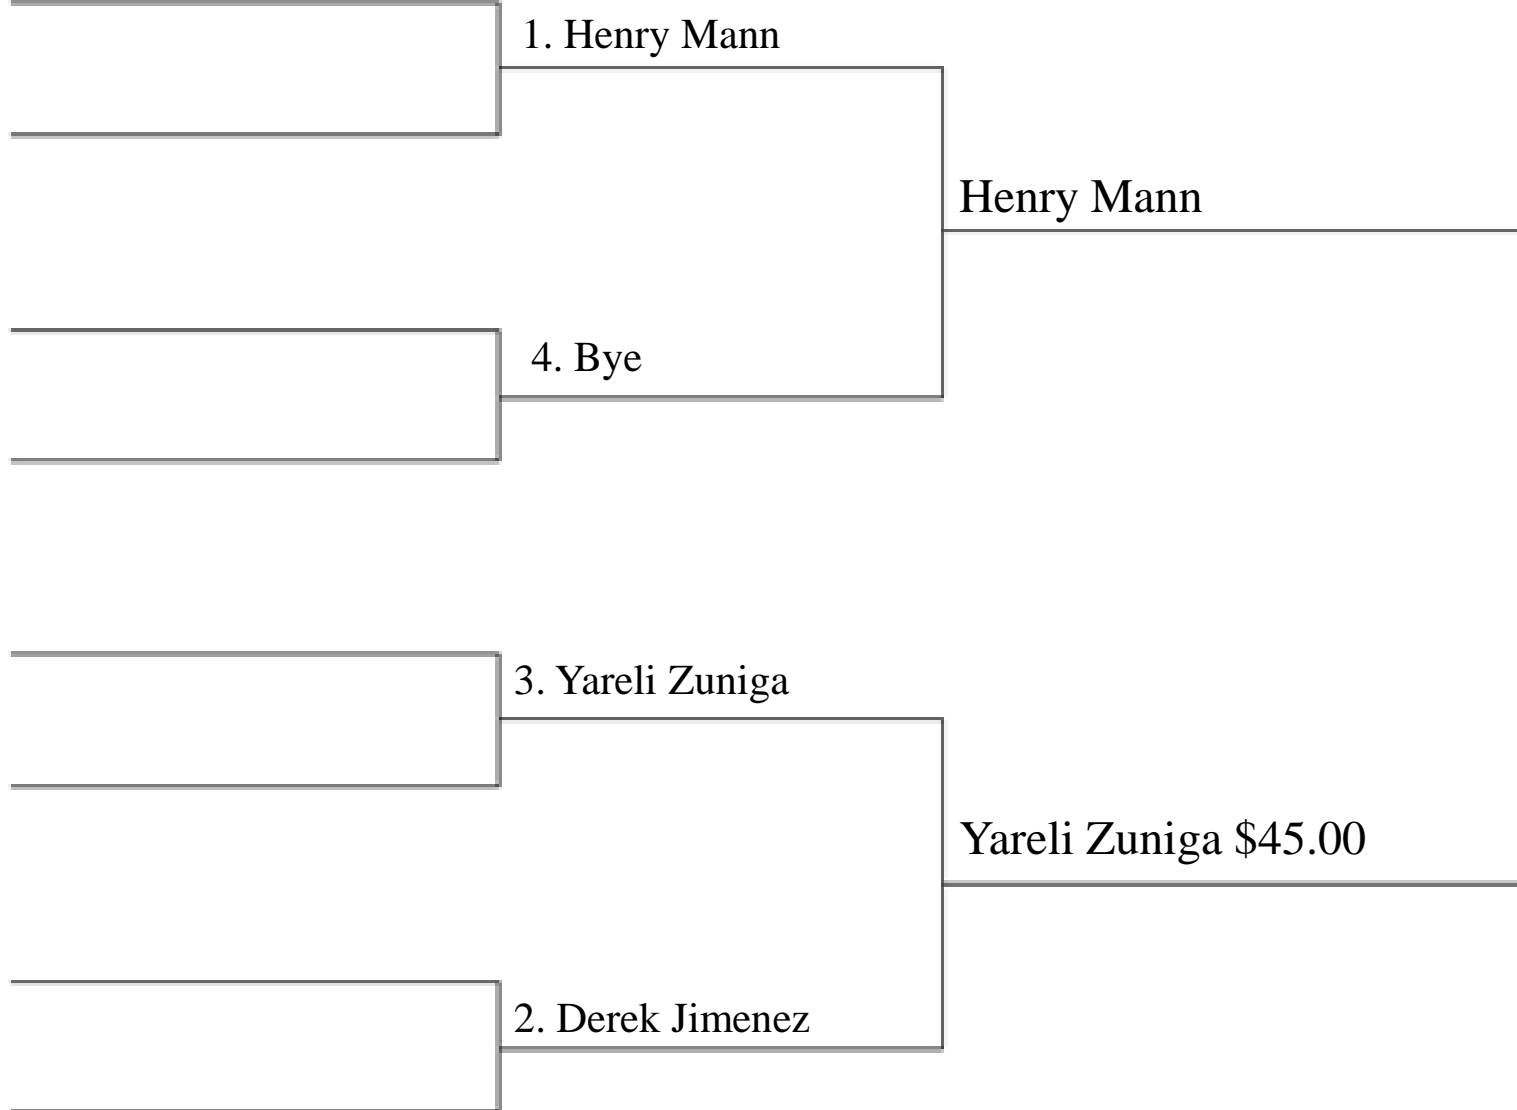 1. Henry Mann
Henry Mann
4. Bye
3. Yareli Zuniga
Yareli Zuniga $45.00
2. Derek Jimenez